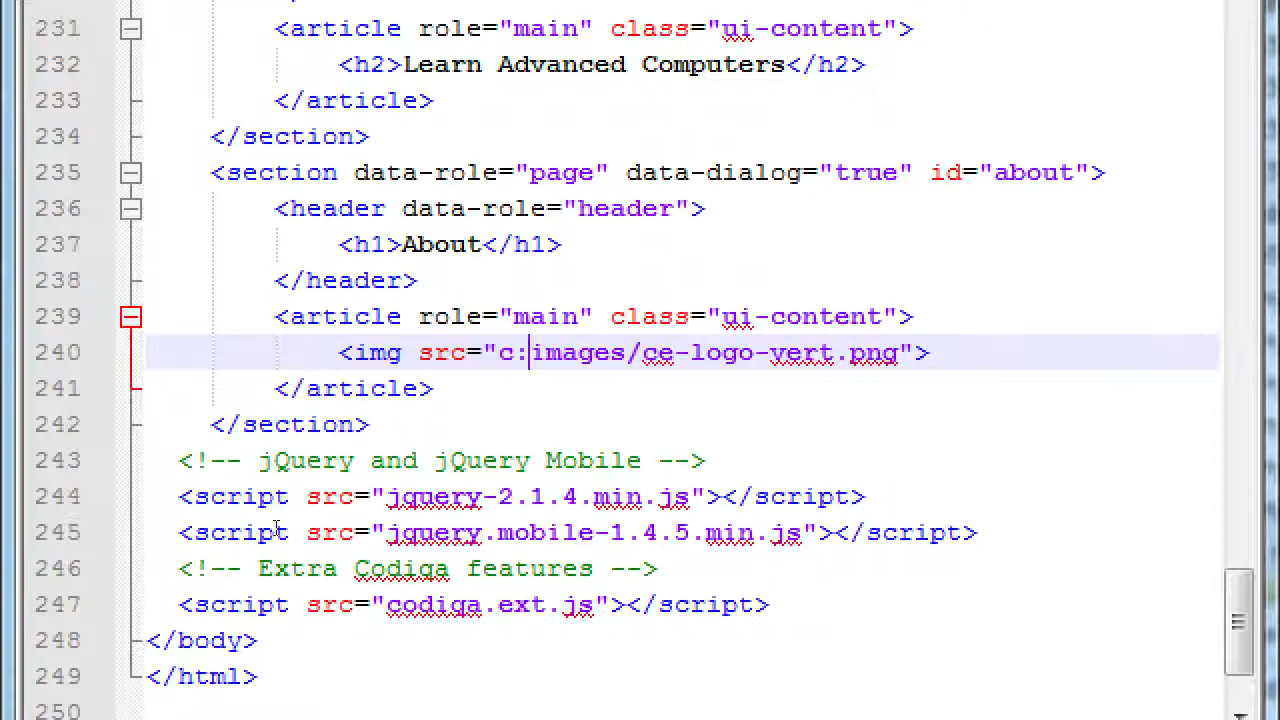 231 <article role="main" class="ui-content">
232 <h2>Learn Advanced Computers</h2>
233 </article>
234 </section>
235 <section data-role="page" data-dialog="true" id="about">
236 <header data-role="header">
237 <h1>About</h1>
238 </header>
239 <article role="main" class="ui-content">
240 <img src="c:images/ce-logo-vert.png">
241 </article>
242 </section>
243 <!-- jQuery and jQuery Mobile -->
244 <script src="jquery-2.1.4.min.js"></script>
245 <script src="jquery.mobile-1.4.5.min.js"></script>
246 <!-- Extra Codiqa features -->
247 <script src="codiqa.ext.js"></script>
248 </body>
249 </html>
250